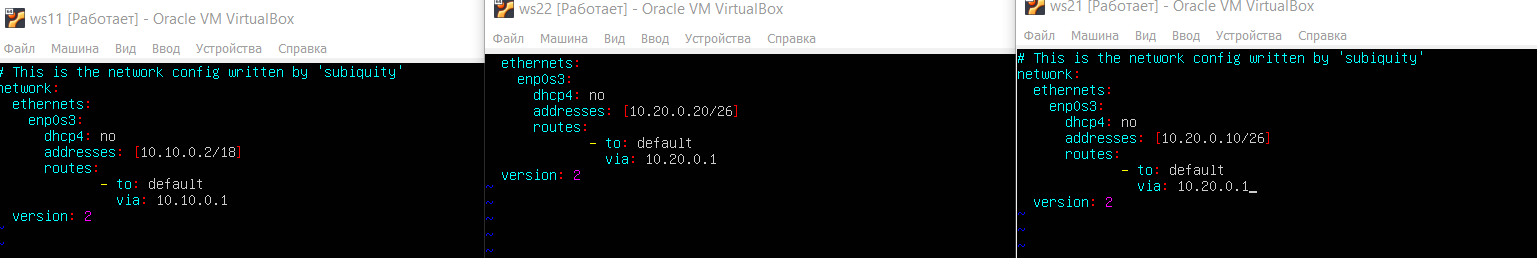 ws11 [Работает] - Oracle VM VirtualBox
Файл Машина Вид Ввод Устройства Справка
# This is the network config written by 'subiquity'
network:
  ethernets:
    enp0s3:
      dhcp4: no
      addresses: [10.10.0.2/18]
      routes:
             - to: default
               via: 10.10.0.1
  version: 2
~
~
ws22 [Работает] - Oracle VM VirtualBox
Файл Машина Вид Ввод Устройства Справка
  ethernets:
    enp0s3:
      dhcp4: no
      addresses: [10.20.0.20/26]
      routes:
             - to: default
               via: 10.20.0.1
  version: 2
~
~
~
~
~
ws21 [Работает] - Oracle VM VirtualBox
Файл Машина Вид Ввод Устройства Справка
# This is the network config written by 'subiquity'
network:
  ethernets:
    enp0s3:
      dhcp4: no
      addresses: [10.20.0.10/26]
      routes:
             - to: default
               via: 10.20.0.1_
  version: 2
~
~
~